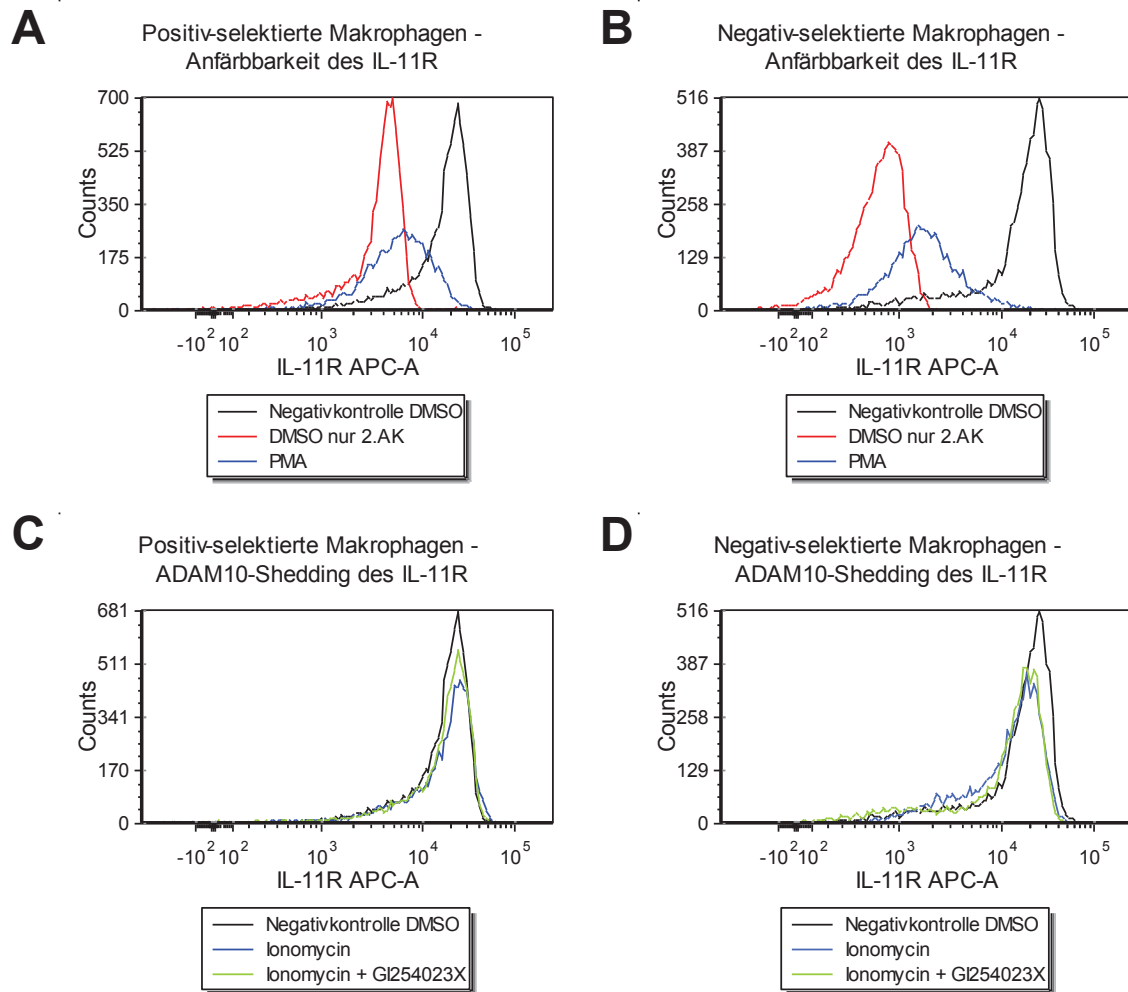 A
Positiv-selektierte Makrophagen -
Anfärbbarkeit des IL-11R
700
525
350
175
0
Counts
-10² 10² 10³ 10⁴ 10⁵
IL-11R APC-A
Negativkontrolle DMSO
DMSO nur 2.AK
PMA
B
Negativ-selektierte Makrophagen -
Anfärbbarkeit des IL-11R
516
387
258
129
0
Counts
-10² 10² 10³ 10⁴ 10⁵
IL-11R APC-A
Negativkontrolle DMSO
DMSO nur 2.AK
PMA
C
Positiv-selektierte Makrophagen -
ADAM10-Shedding des IL-11R
681
511
341
170
0
Counts
-10² 10² 10³ 10⁴ 10⁵
IL-11R APC-A
Negativkontrolle DMSO
Ionomycin
Ionomycin + GI254023X
D
Negativ-selektierte Makrophagen -
ADAM10-Shedding des IL-11R
516
387
258
129
0
Counts
-10² 10² 10³ 10⁴ 10⁵
IL-11R APC-A
Negativkontrolle DMSO
Ionomycin
Ionomycin + GI254023X